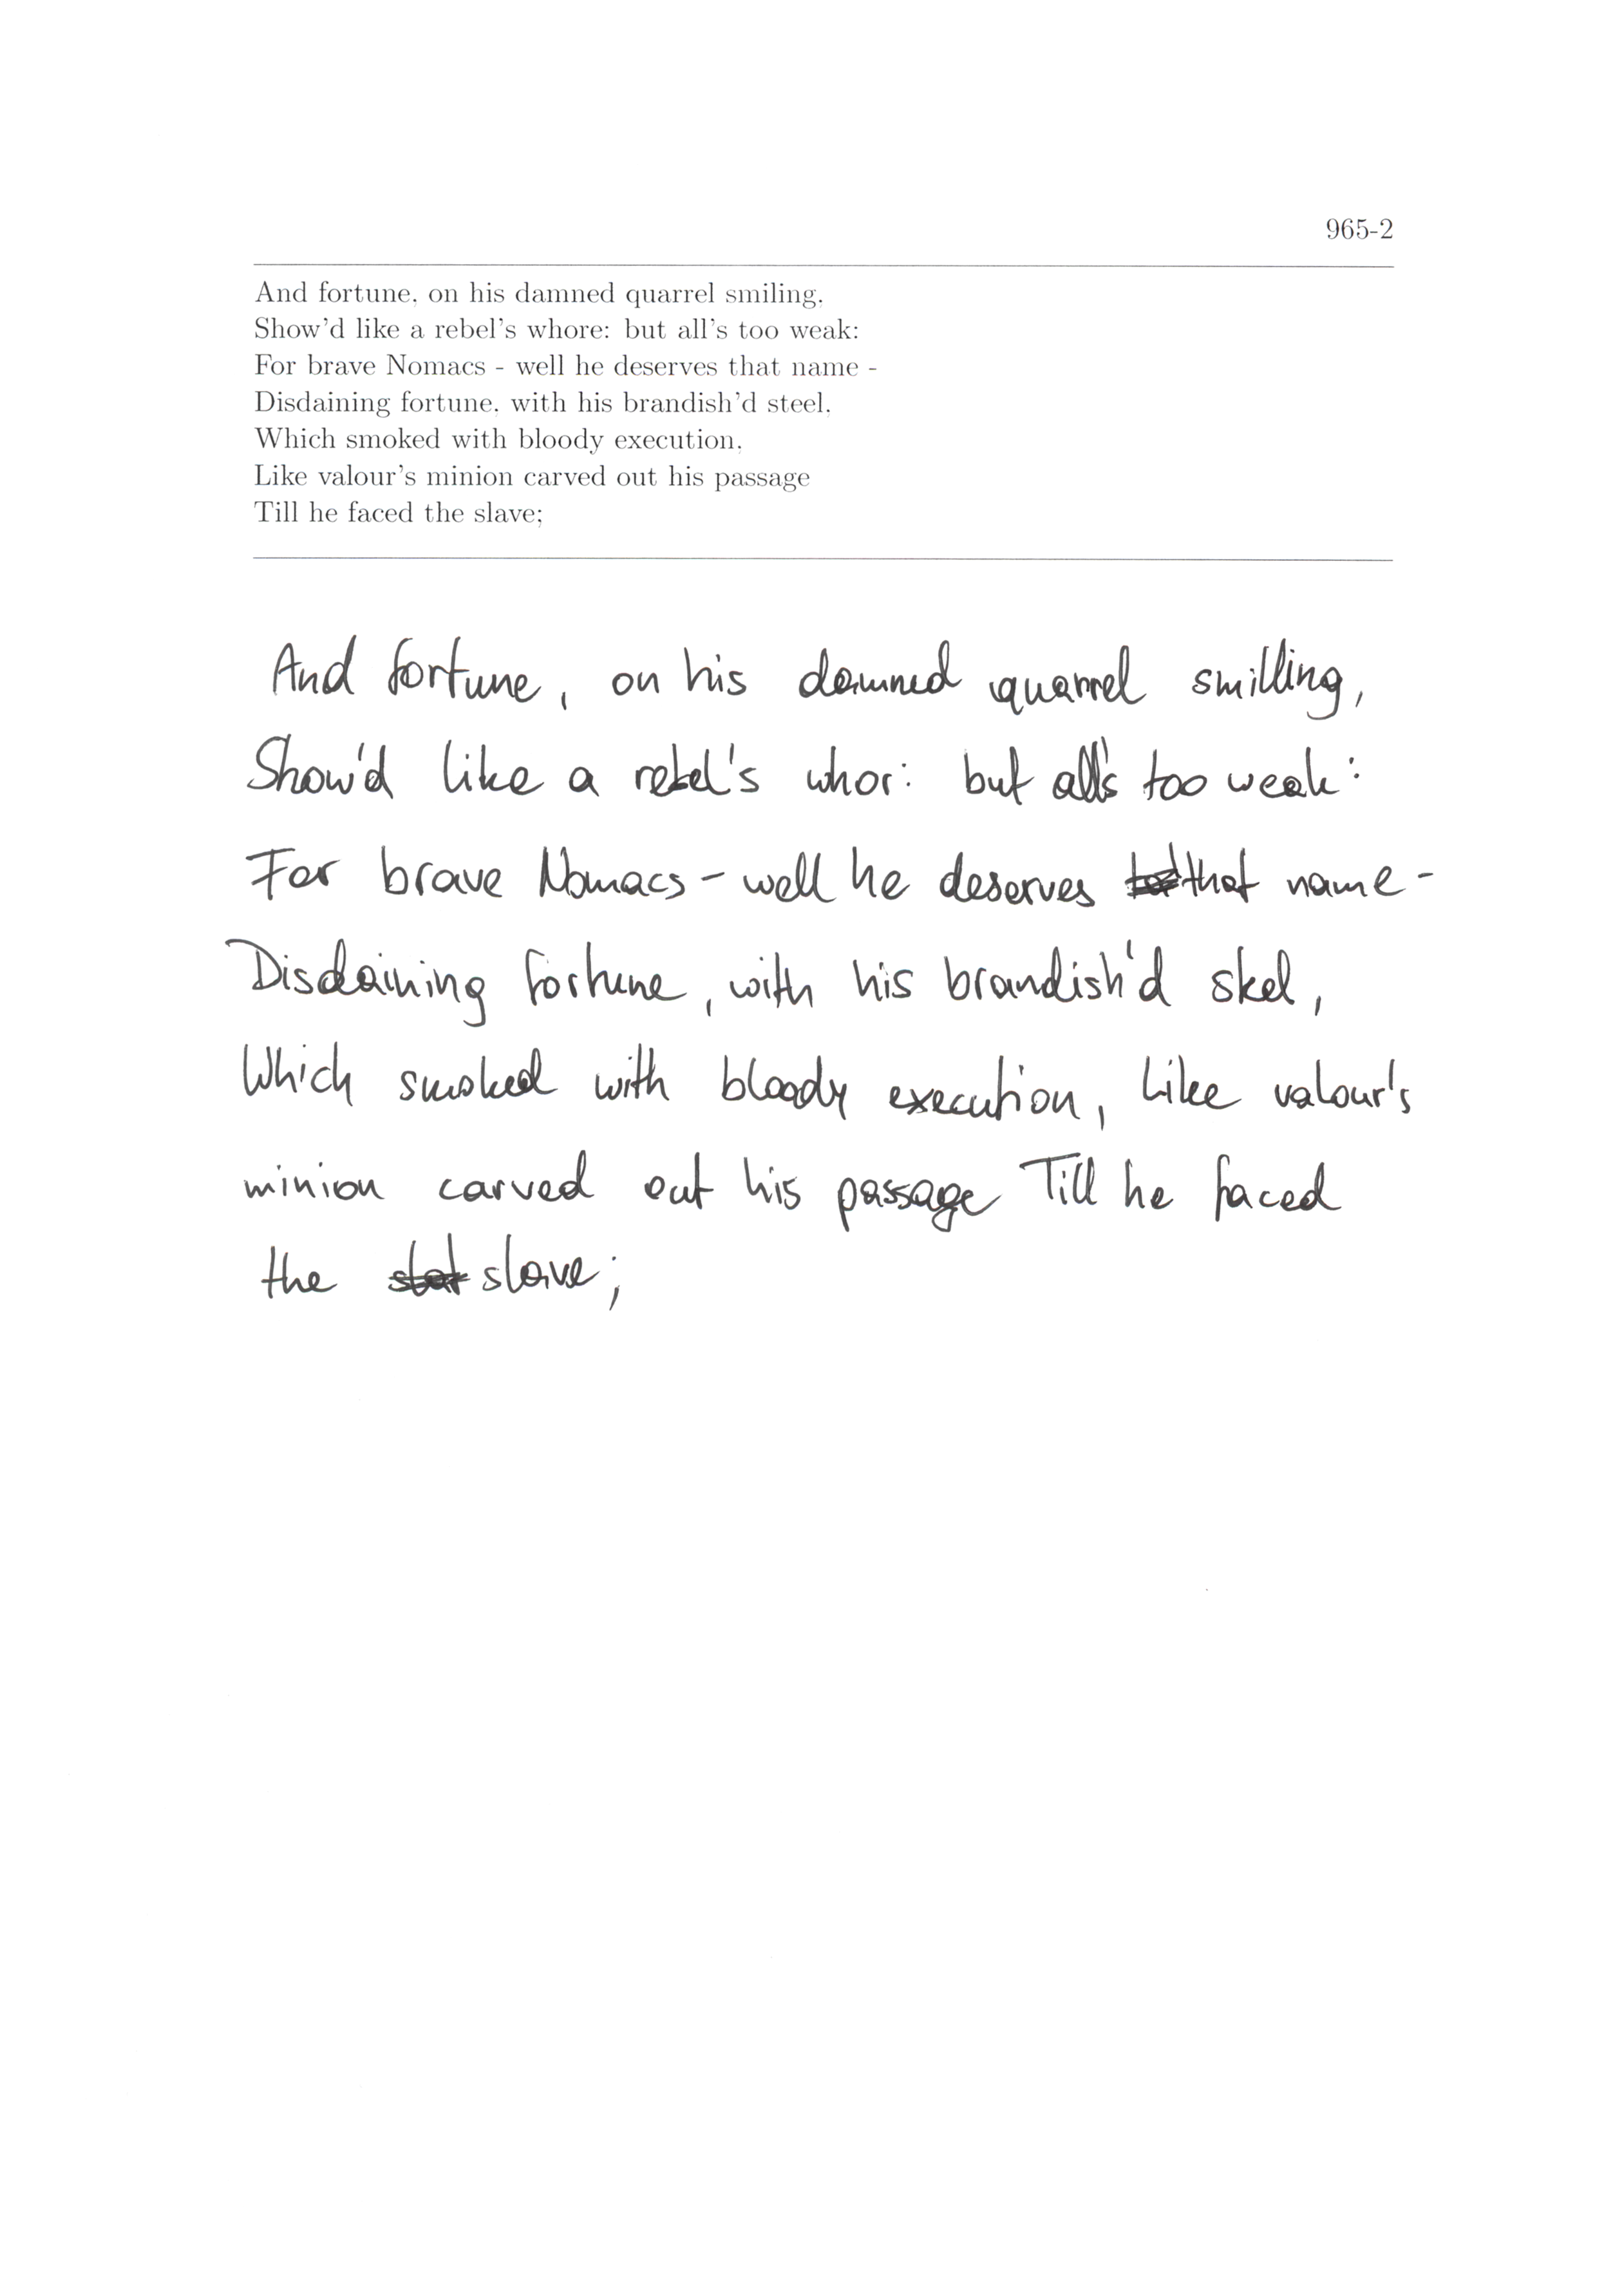 965-2
And fortune, on his damned quarrel smiling,
Show'd like a rebel's whore: but all's too weak:
For brave Nomacs - well he deserves that name -
Disdaining fortune, with his brandish'd steel,
Which smoked with bloody execution,
Like valour's minion carved out his passage
Till he faced the slave;
And fortune, on his damned quarrel smilling,
Show'd like a rebel's whor: but all's too weak:
For brave Nomacs - well he deserves that name -
Disdaining fortune, with his brandish'd steel,
Which smoked with bloody execution, Like valour's
minion carved out his passage Till he faced
the slave;